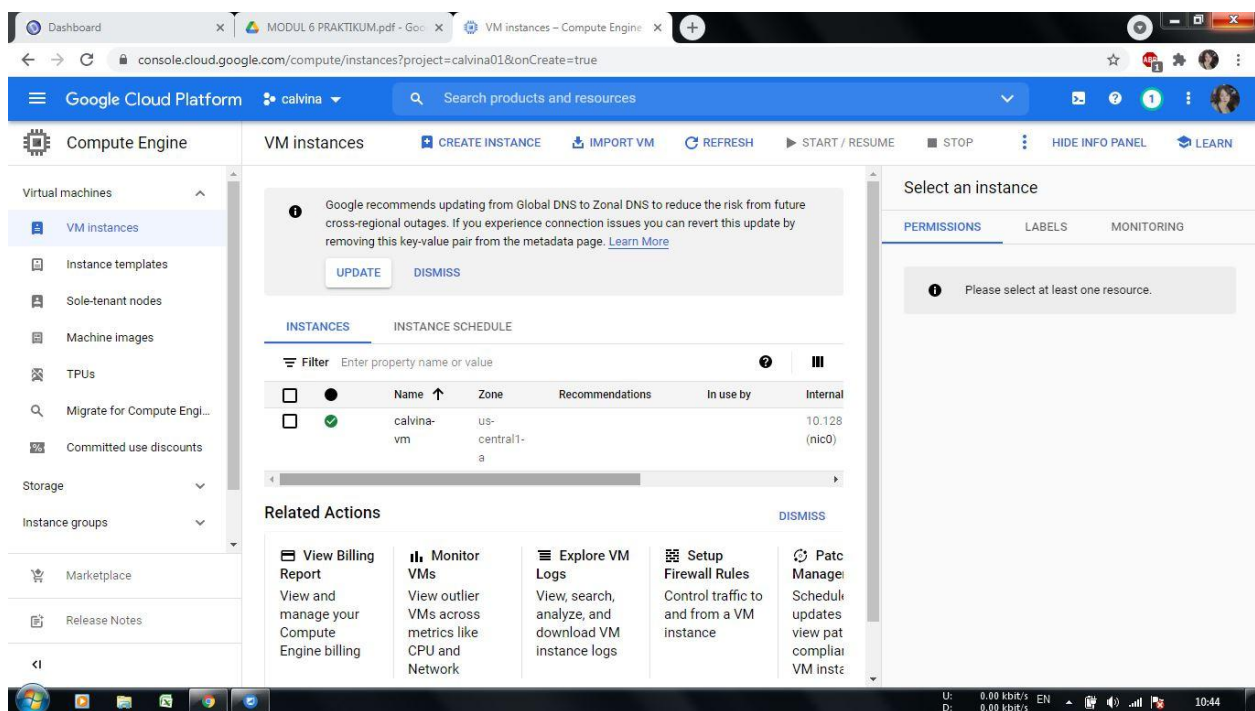 Dashboard
MODUL 6 PRAKTIKUM.pdf - Goo
VM instances – Compute Engine
console.cloud.google.com/compute/instances?project=calvina01&onCreate=true
ABP
1
Google Cloud Platform
calvina
Search products and resources
1
Compute Engine
VM instances
CREATE INSTANCE
IMPORT VM
REFRESH
START / RESUME
STOP
HIDE INFO PANEL
LEARN
Virtual machines
VM instances
Instance templates
Sole-tenant nodes
Machine images
TPUs
Migrate for Compute Engi...
Committed use discounts
Storage
Instance groups
Marketplace
Release Notes
Google recommends updating from Global DNS to Zonal DNS to reduce the risk from future
cross-regional outages. If you experience connection issues you can revert this update by
removing this key-value pair from the metadata page. Learn More
UPDATE
DISMISS
INSTANCES
INSTANCE SCHEDULE
Filter Enter property name or value
Name Zone Recommendations In use by Internal
calvina-
vm
us-
central1-
a
10.128
(nic0)
Related Actions
DISMISS
View Billing
Report
View and
manage your
Compute
Engine billing
Monitor
VMs
View outlier
VMs across
metrics like
CPU and
Network
Explore VM
Logs
View, search,
analyze, and
download VM
instance logs
Setup
Firewall Rules
Control traffic to
and from a VM
instance
Patc
Manage
Schedule
updates
view pat
complian
VM insta
Select an instance
PERMISSIONS
LABELS
MONITORING
Please select at least one resource.
U: 0.00 kbit/s
D: 0.00 kbit/s
EN
10:44